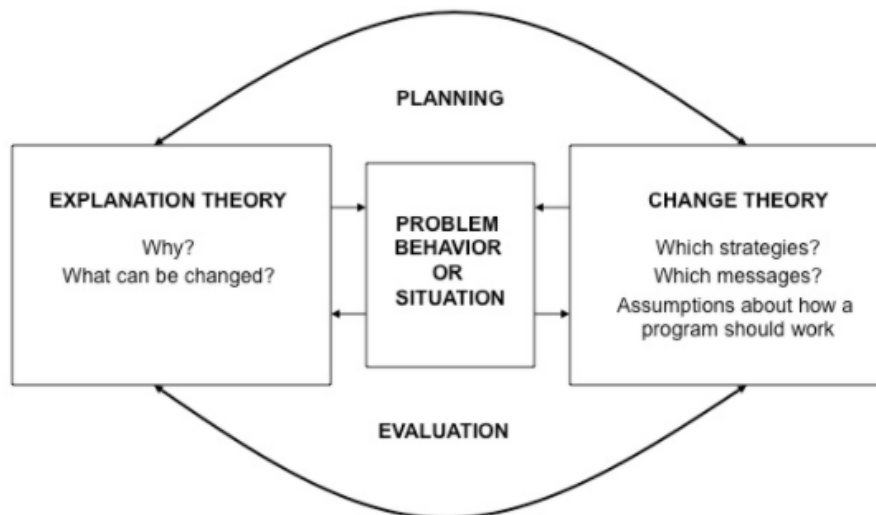 PLANNING
EXPLANATION THEORY
Why?
What can be changed?
PROBLEM
BEHAVIOR
OR
SITUATION
CHANGE THEORY
Which strategies?
Which messages?
Assumptions about how a
program should work
EVALUATION